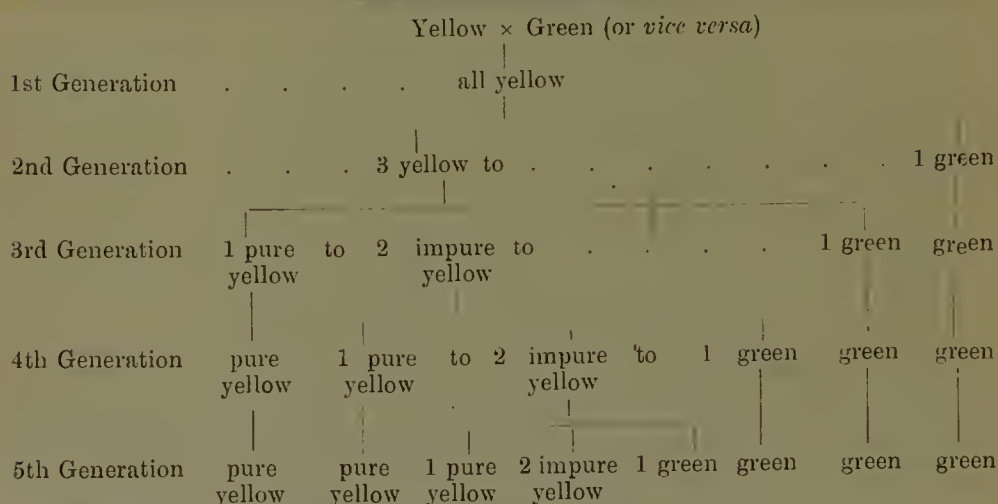 Yellow × Green (or vice versa)
1st Generation . . . . all yellow
2nd Generation . . . 3 yellow to . . . . . . . 1 green
3rd Generation 1 pure to 2 impure to . . . . 1 green green
yellow yellow
4th Generation pure 1 pure to 2 impure to 1 green green green
yellow yellow yellow
5th Generation pure pure 1 pure 2 impure 1 green green green green
yellow yellow yellow yellow